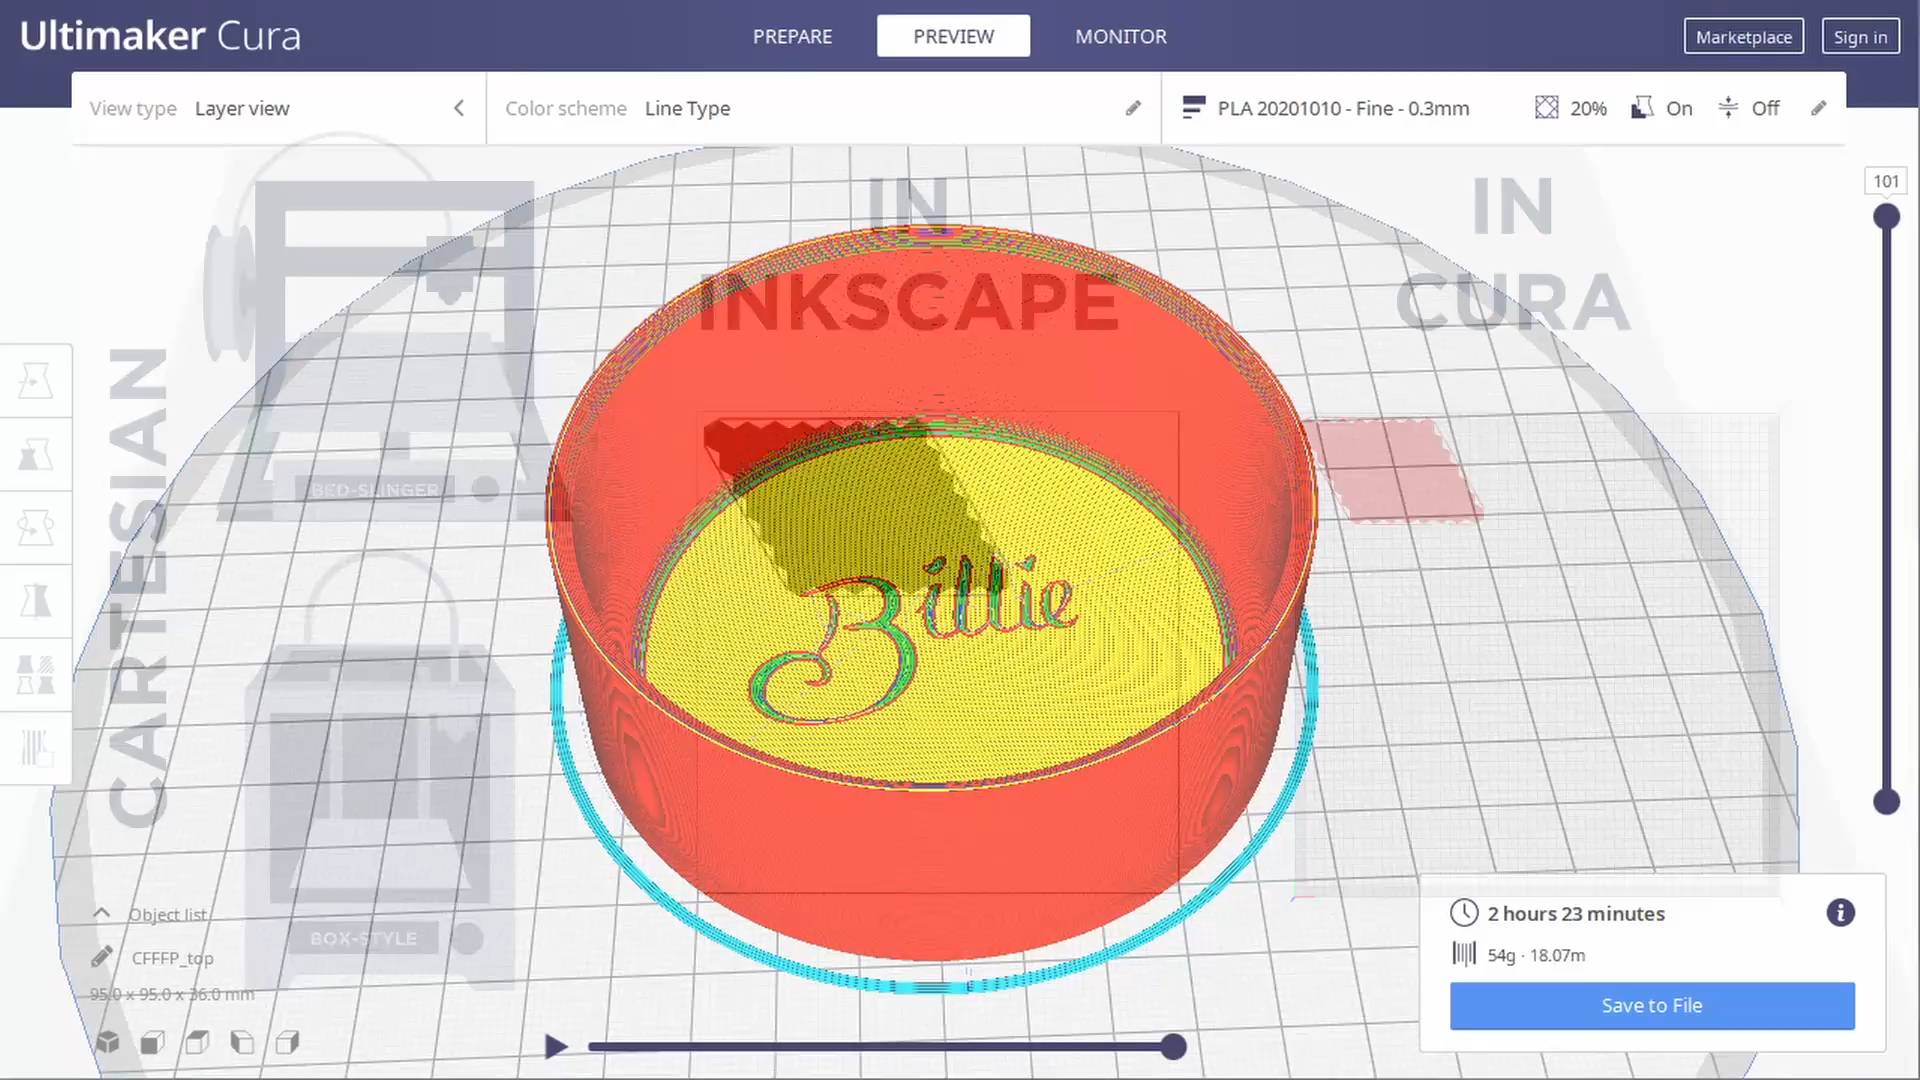 Ultimaker Cura
PREPARE
PREVIEW
MONITOR
Marketplace
Sign in
View type Layer view
Color scheme Line Type
PLA 20201010 - Fine - 0.3mm
20%
On
Off
101
IN
INKSCAPE
IN
CURA
CARTESIAN
BED-SLINGER
BOX-STYLE
Billie
Object list
CFFFP_top
95.0 x 95.0 x 36.0 mm
2 hours 23 minutes
54g · 18.07m
Save to File